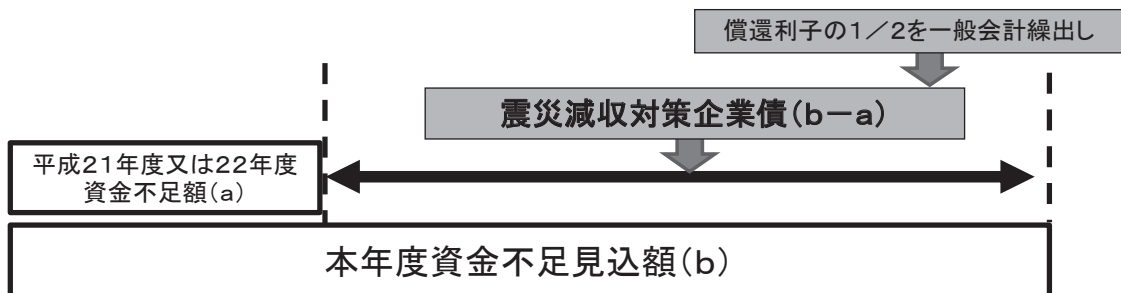 償還利子の1／2を一般会計繰出し
震災減収対策企業債(b－a)
平成21年度又は22年度
資金不足額(a)
本年度資金不足見込額(b)